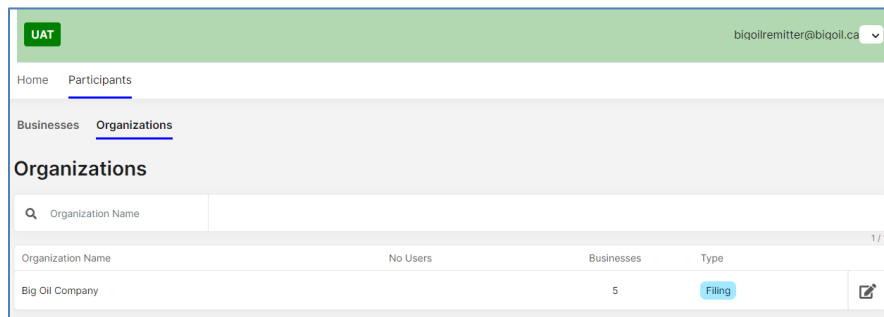 UAT bigoilremitter@bigoil.ca
Home Participants
Businesses Organizations
Organizations
Organization Name
1 /
Organization Name No Users Businesses Type
Big Oil Company 5 Filing